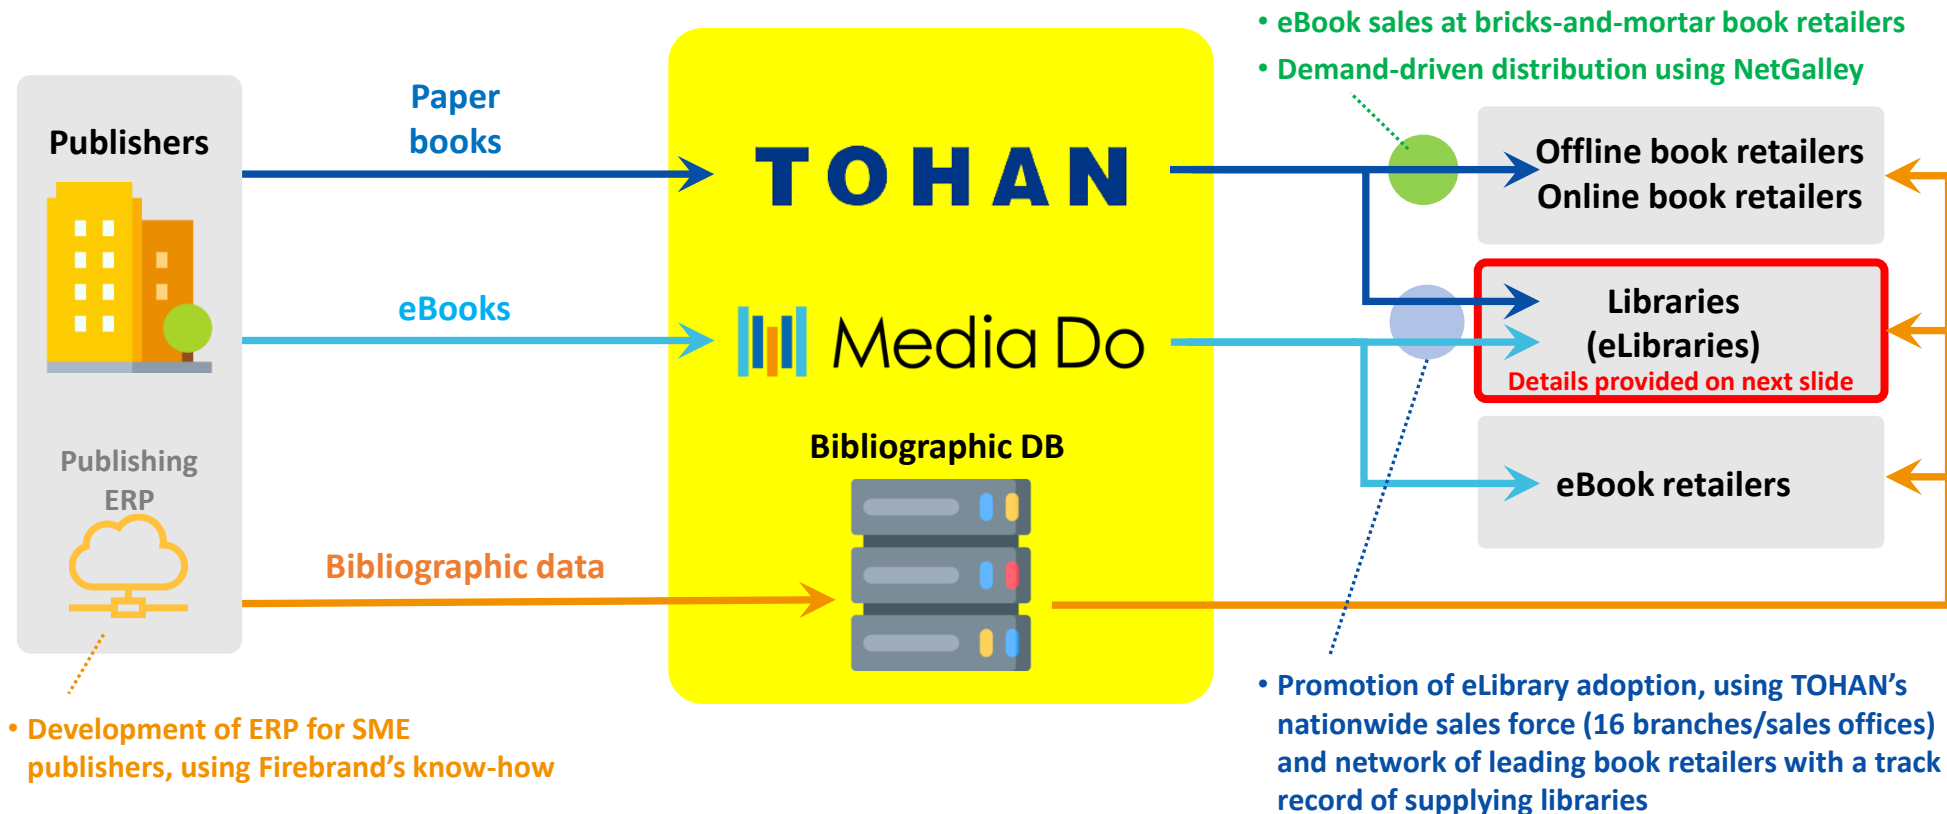 • eBook sales at bricks-and-mortar book retailers
• Demand-driven distribution using NetGalley
Publishers
Paper
books
TOHAN
Offline book retailers
Online book retailers
eBooks
Media Do
Libraries
(eLibraries)
Details provided on next slide
Publishing
ERP
Bibliographic DB
eBook retailers
Bibliographic data
• Development of ERP for SME
publishers, using Firebrand's know-how
• Promotion of eLibrary adoption, using TOHAN's
nationwide sales force (16 branches/sales offices)
and network of leading book retailers with a track
record of supplying libraries